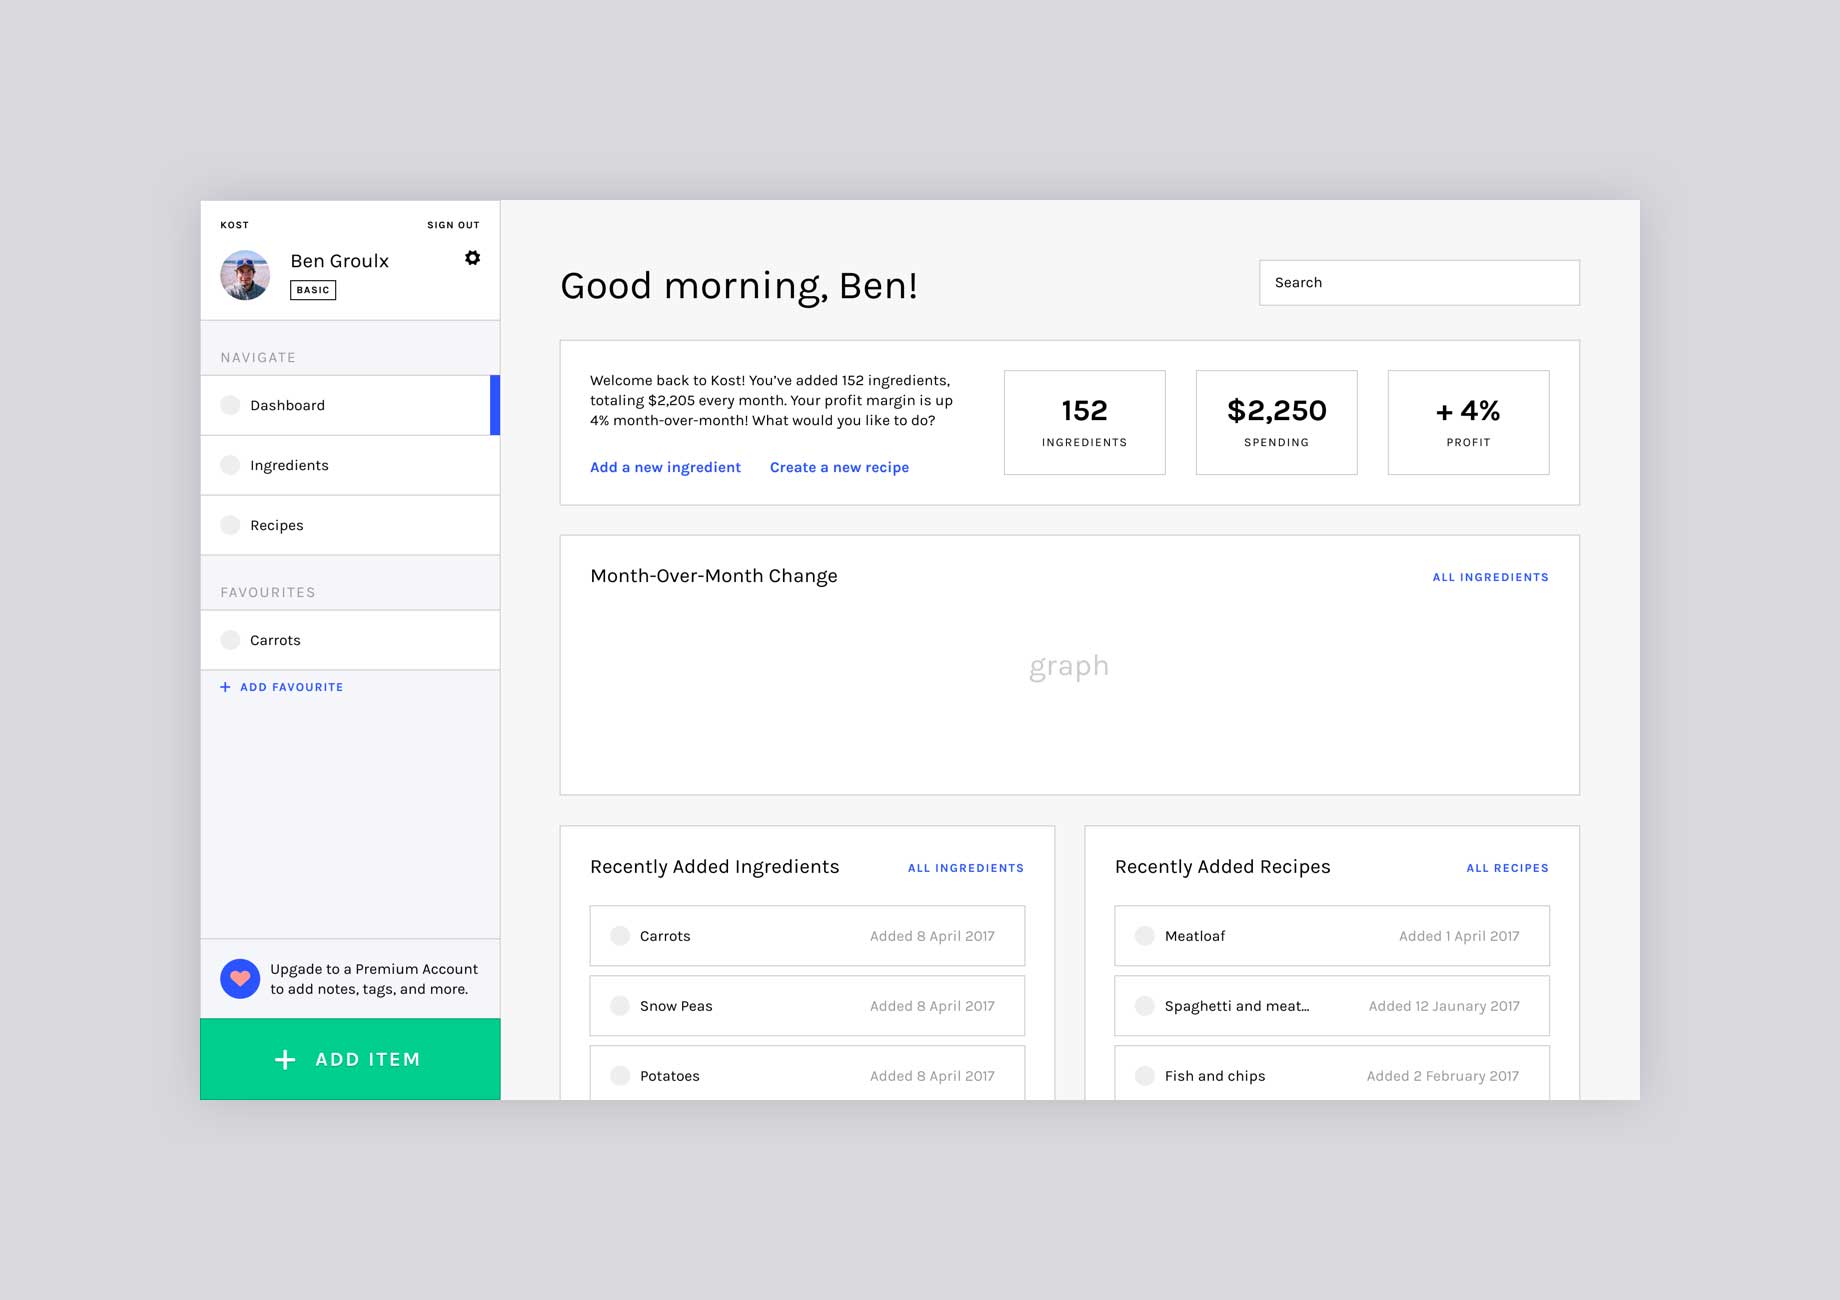 KOST
SIGN OUT
Ben Groulx
BASIC
NAVIGATE
Dashboard
Ingredients
Recipes
FAVOURITES
Carrots
+ ADD FAVOURITE
Upgade to a Premium Account
to add notes, tags, and more.
+ ADD ITEM
Good morning, Ben!
Search
Welcome back to Kost! You’ve added 152 ingredients,
totaling $2,205 every month. Your profit margin is up
4% month-over-month! What would you like to do?
Add a new ingredient
Create a new recipe
152
INGREDIENTS
$2,250
SPENDING
+ 4%
PROFIT
Month-Over-Month Change
ALL INGREDIENTS
graph
Recently Added Ingredients
ALL INGREDIENTS
Carrots
Added 8 April 2017
Snow Peas
Added 8 April 2017
Potatoes
Added 8 April 2017
Recently Added Recipes
ALL RECIPES
Meatloaf
Added 1 April 2017
Spaghetti and meat...
Added 12 Jaunary 2017
Fish and chips
Added 2 February 2017